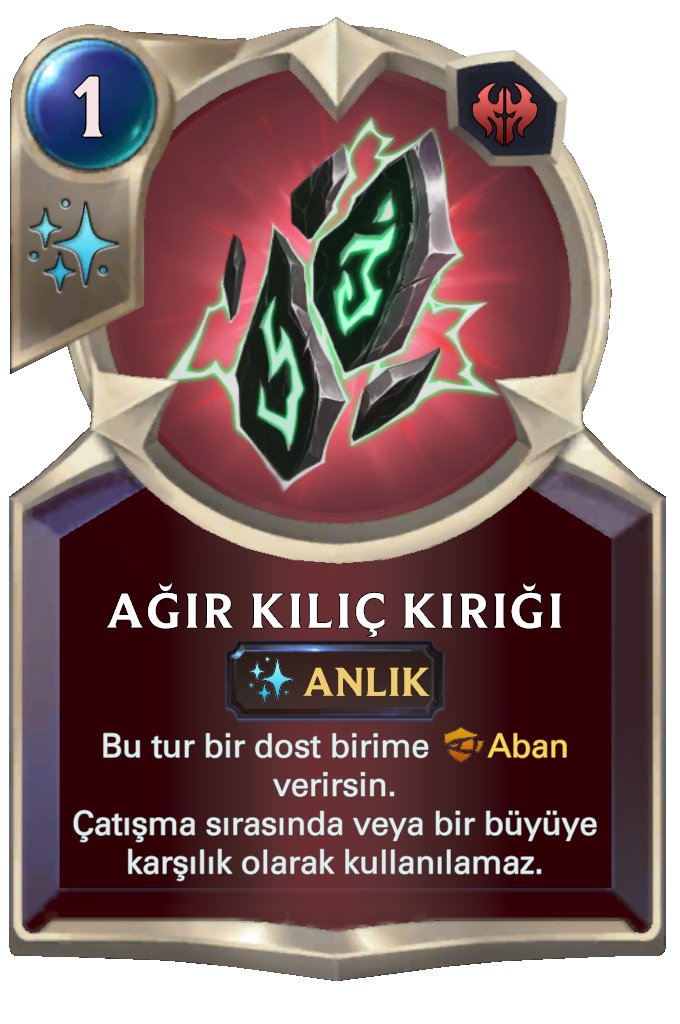 1
AĞIR KILIÇ KIRIĞI
ANLIK
Bu tur bir dost birime Aban
verirsin.
Çatışma sırasında veya bir büyüye
karşılık olarak kullanılamaz.